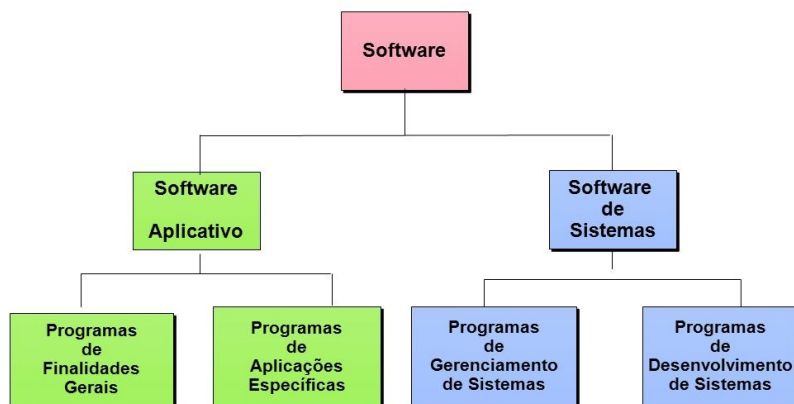 Software
Software
Aplicativo
Software
de
Sistemas
Programas
de
Finalidades
Gerais
Programas
de
Aplicações
Específicas
Programas
de
Gerenciamento
de Sistemas
Programas
de
Desenvolvimento
de Sistemas